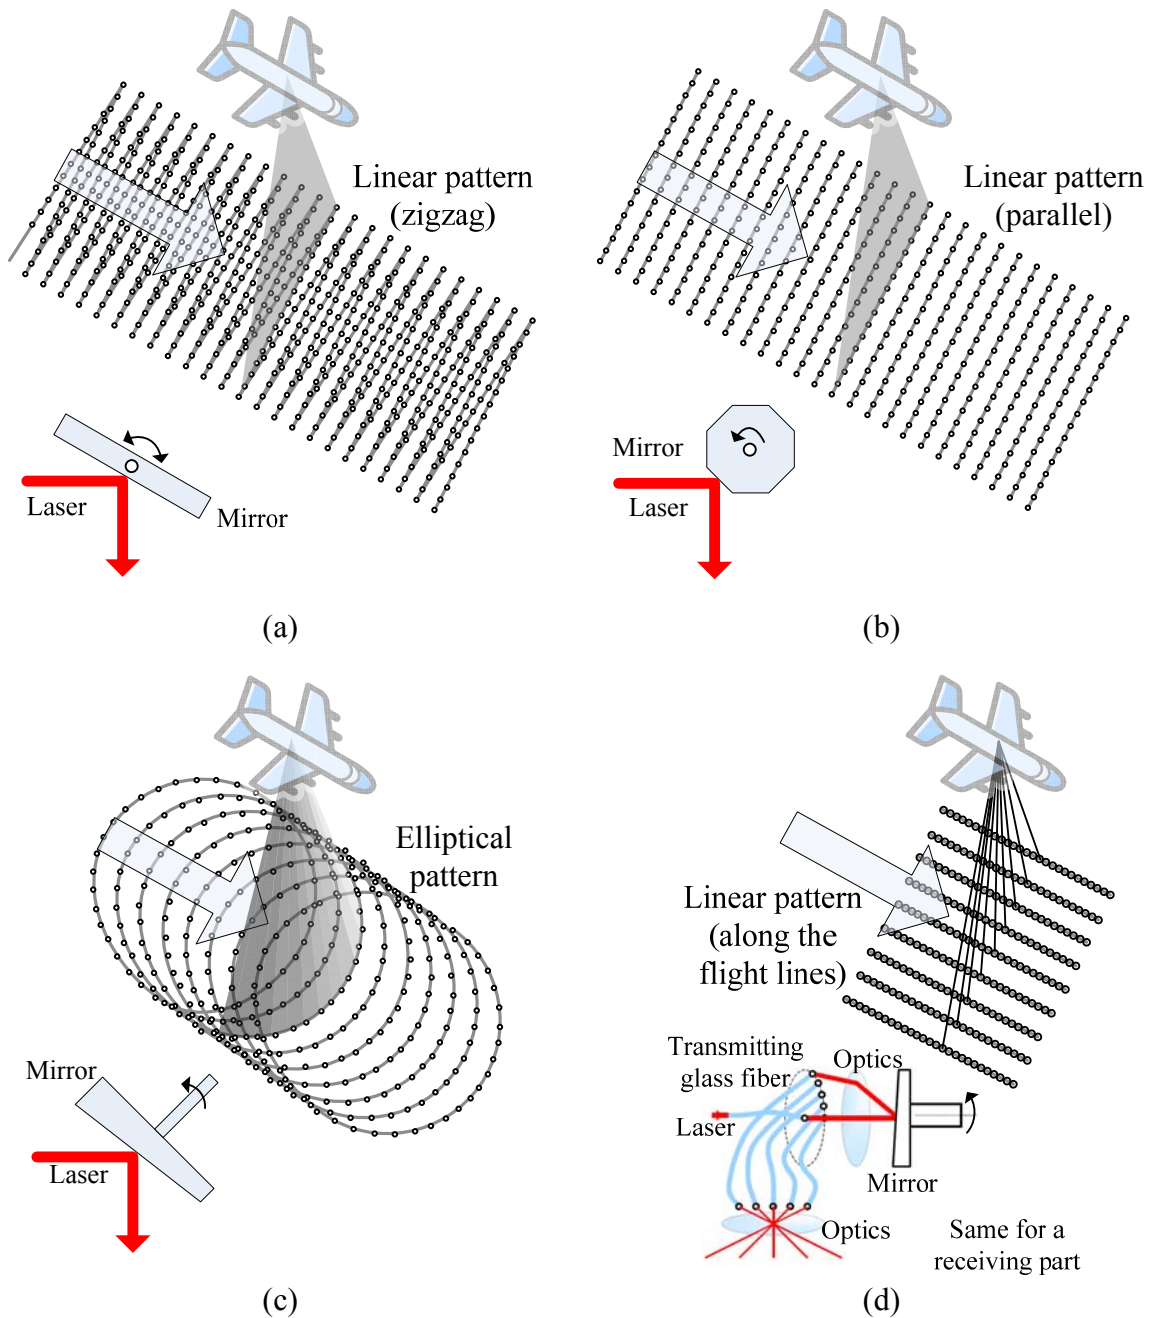 Linear pattern
(zigzag)
Laser
Mirror
(a)
Linear pattern
(parallel)
Mirror
Laser
(b)
Elliptical
pattern
Mirror
Laser
(c)
Linear pattern
(along the
flight lines)
Transmitting
glass fiber
Optics
Laser
Mirror
Optics
Same for a
receiving part
(d)